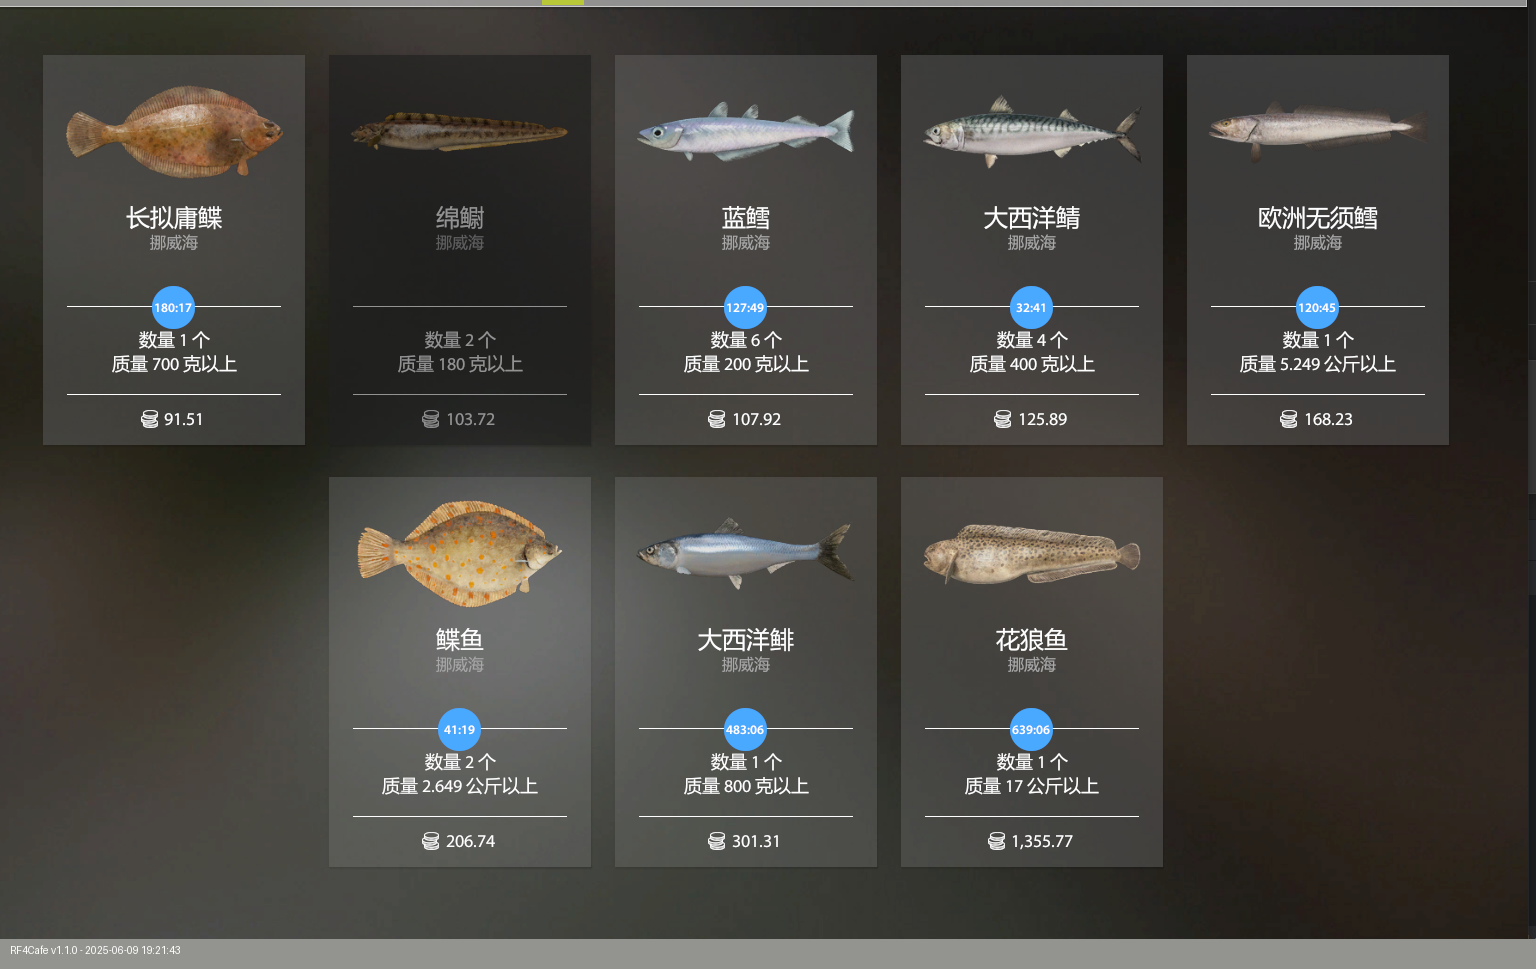 长拟庸鲽
挪威海
180:17
数量 1 个
质量 700 克以上
91.51
绵鳚
挪威海
数量 2 个
质量 180 克以上
103.72
蓝鳕
挪威海
127:49
数量 6 个
质量 200 克以上
107.92
大西洋鲭
挪威海
32:41
数量 4 个
质量 400 克以上
125.89
欧洲无须鳕
挪威海
120:45
数量 1 个
质量 5.249 公斤以上
168.23
鲽鱼
挪威海
41:19
数量 2 个
质量 2.649 公斤以上
206.74
大西洋鲱
挪威海
483:06
数量 1 个
质量 800 克以上
301.31
花狼鱼
挪威海
639:06
数量 1 个
质量 17 公斤以上
1,355.77
RF4Cafe v1.1.0 - 2025-06-09 19:21:43